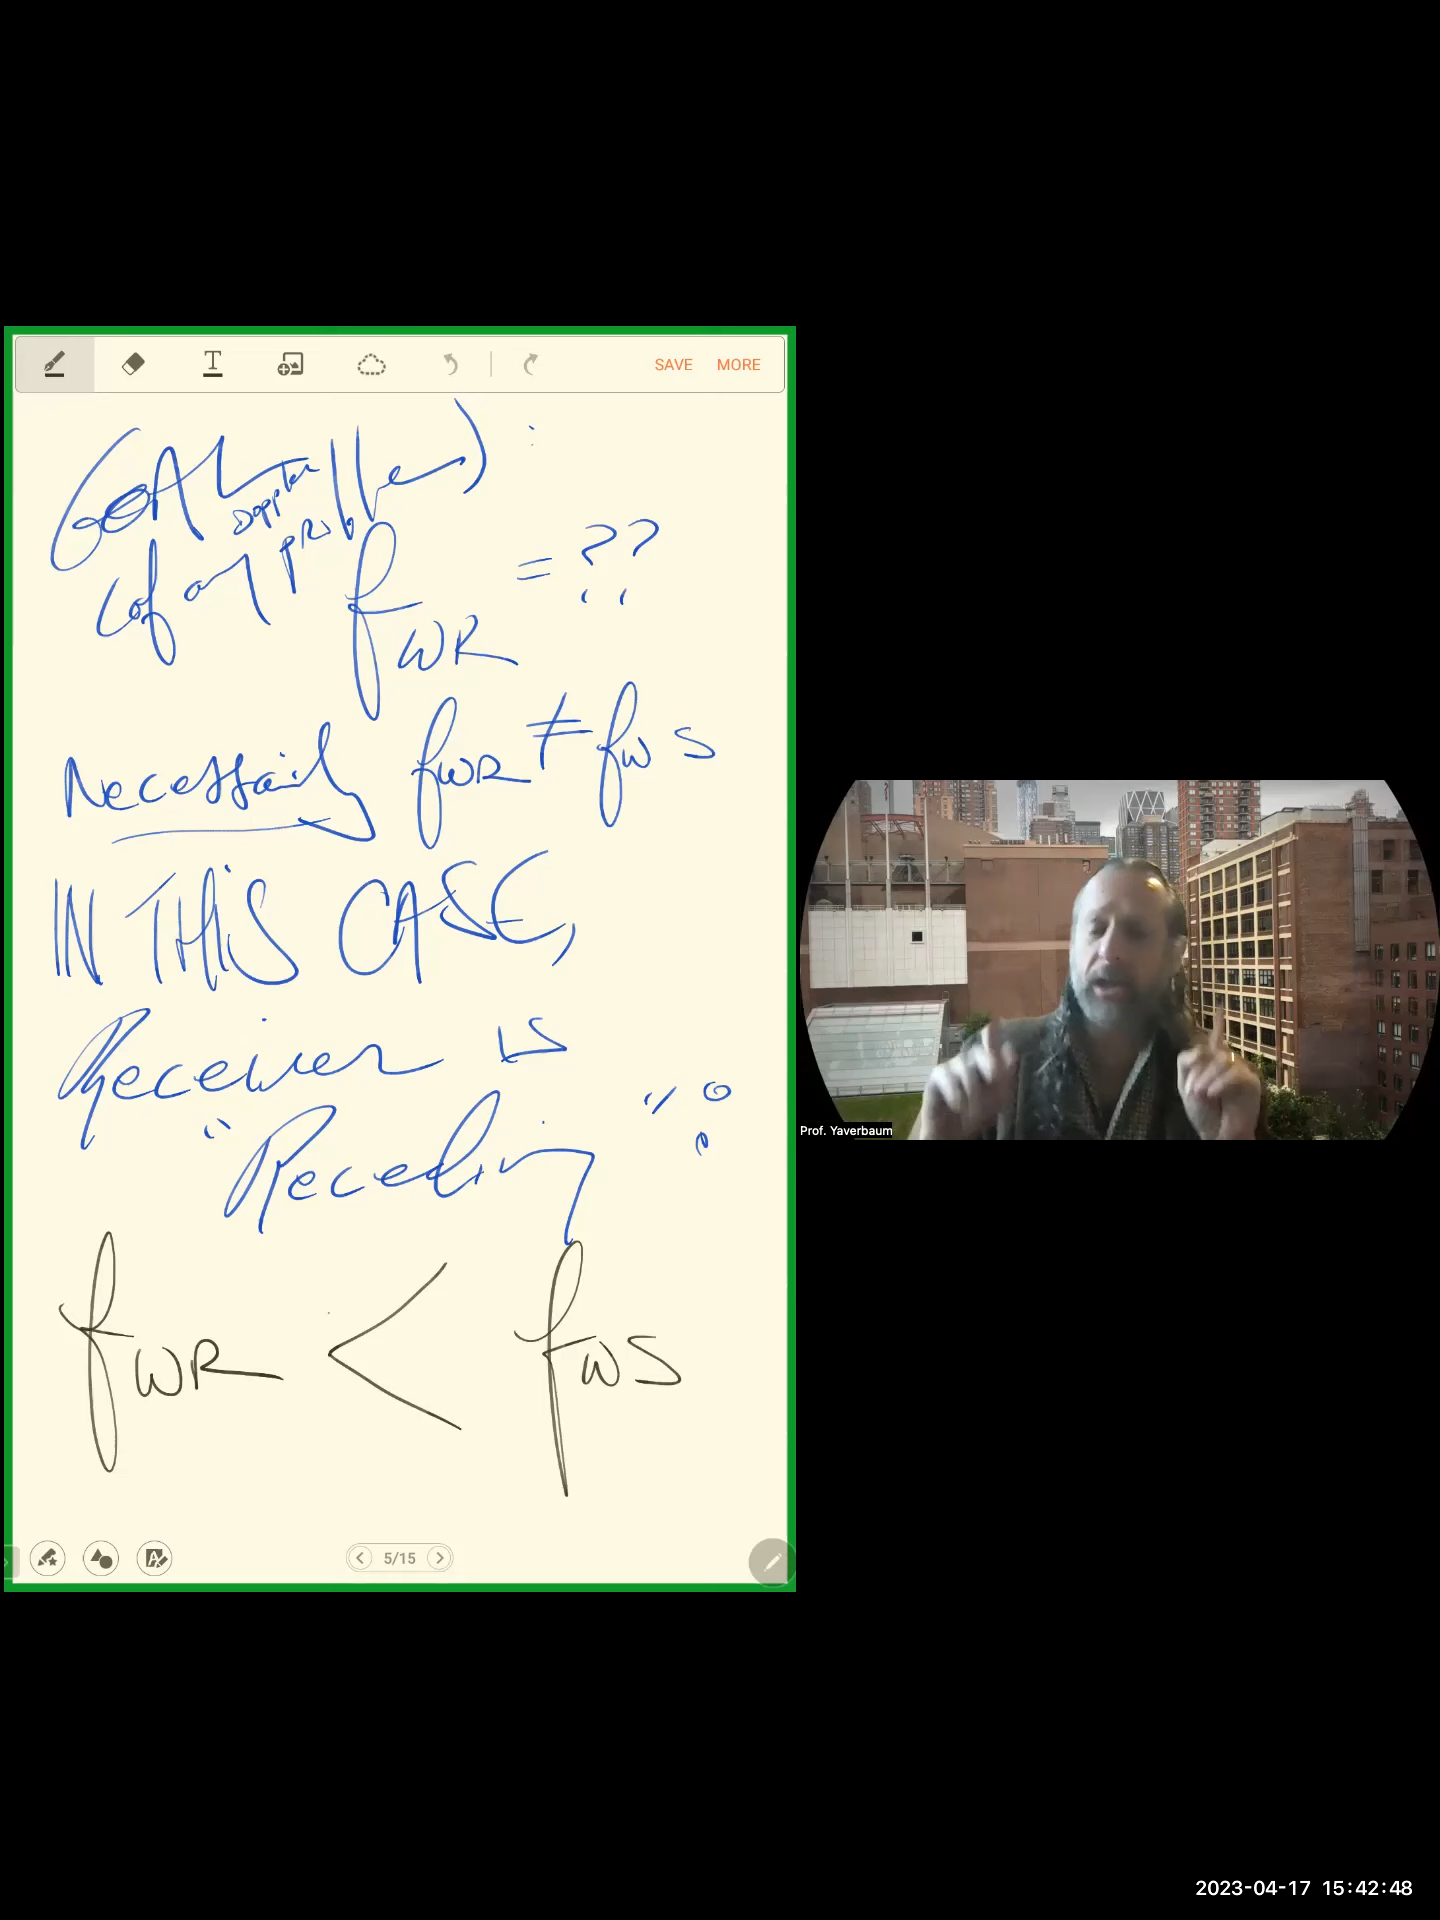 SAVE MORE
GOAL
(of any Doppler problem) :
fWR = ??
Necessarily fWR ≠ fWS
IN THIS CASE,
Receiver is
"Receding" :
fWR < fWS
5/15
Prof. Yaverbaum
2023-04-17 15:42:48